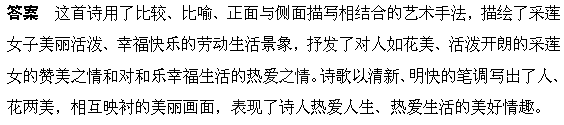 答案　这首诗用了比较、比喻、正面与侧面描写相结合的艺术手法，描绘了采莲
女子美丽活泼、幸福快乐的劳动生活景象，抒发了对人如花美、活泼开朗的采莲
女的赞美之情和对和乐幸福生活的热爱之情。诗歌以清新、明快的笔调写出了人、
花两美，相互映衬的美丽画面，表现了诗人热爱人生、热爱生活的美好情趣。